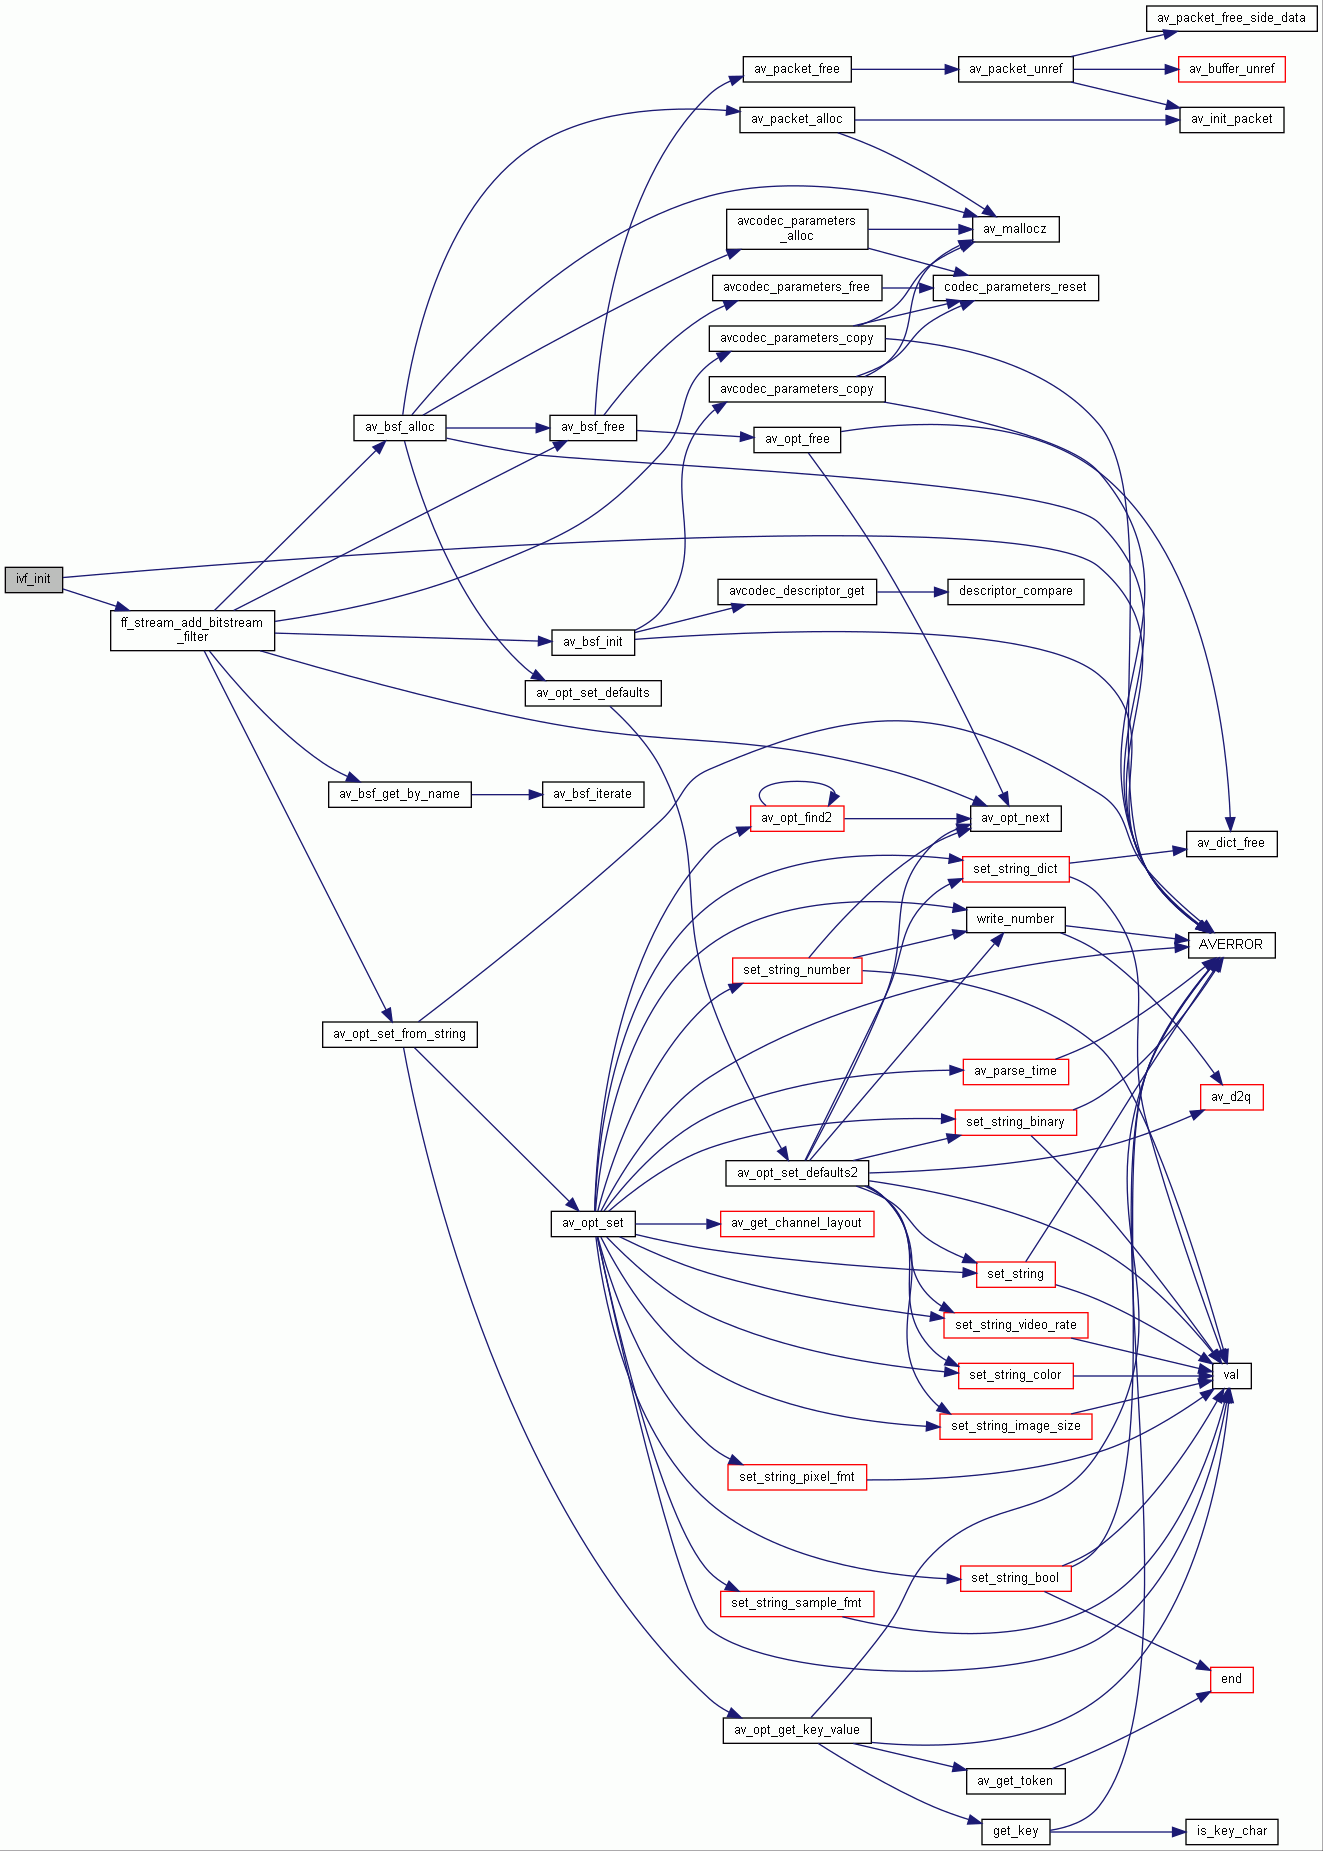 av_packet_free_side_data
av_packet_free
av_packet_unref
av_buffer_unref
av_packet_alloc
av_init_packet
avcodec_parameters
_alloc
av_mallocz
avcodec_parameters_free
codec_parameters_reset
avcodec_parameters_copy
avcodec_parameters_copy
av_bsf_alloc
av_bsf_free
av_opt_free
ivf_init
avcodec_descriptor_get
descriptor_compare
ff_stream_add_bitstream
_filter
av_bsf_init
av_opt_set_defaults
av_bsf_get_by_name
av_bsf_iterate
av_opt_find2
av_opt_next
av_dict_free
set_string_dict
write_number
AVERROR
set_string_number
av_opt_set_from_string
av_parse_time
av_d2q
set_string_binary
av_opt_set_defaults2
av_opt_set
av_get_channel_layout
set_string
set_string_video_rate
set_string_color
val
set_string_image_size
set_string_pixel_fmt
set_string_bool
set_string_sample_fmt
end
av_opt_get_key_value
av_get_token
get_key
is_key_char